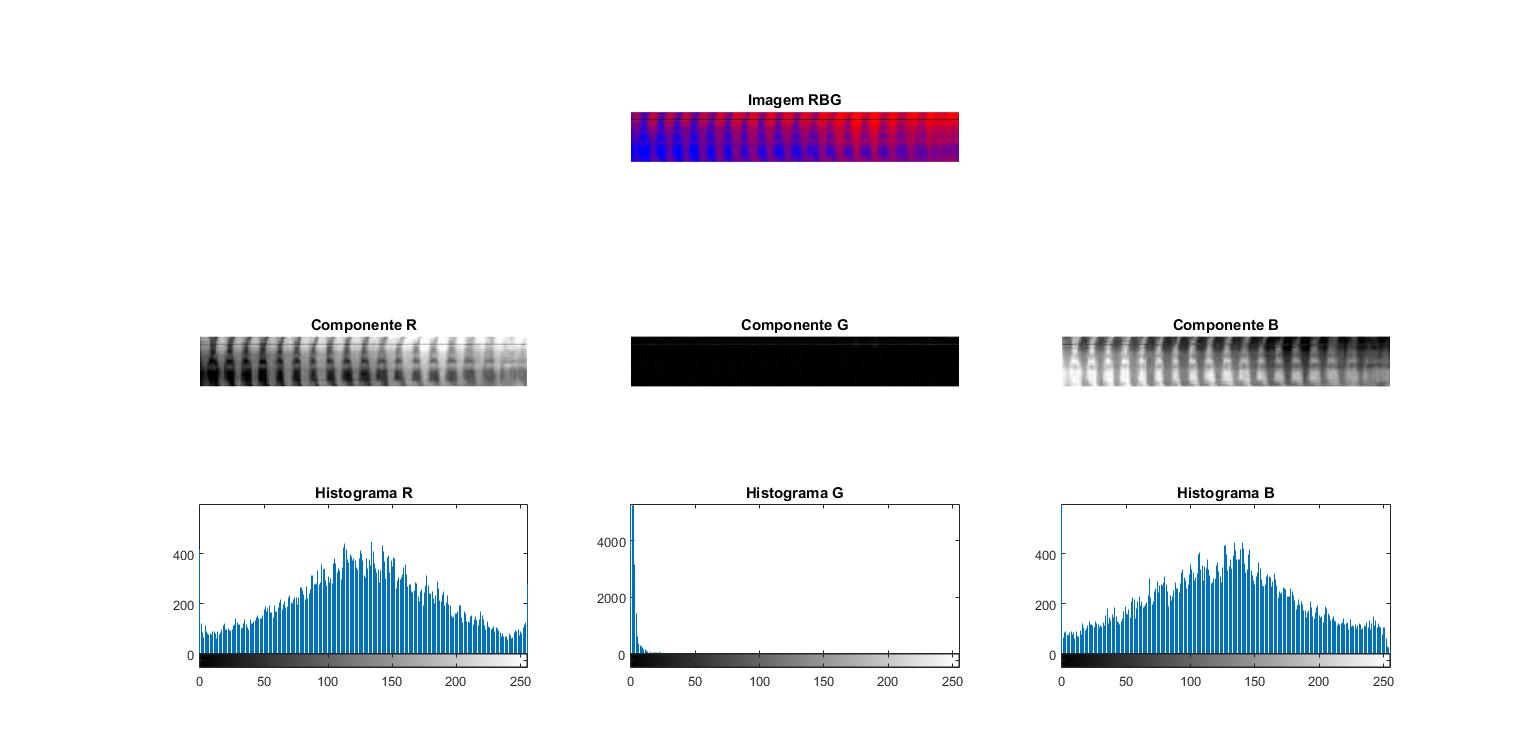 Imagem RBG
Componente R
Componente G
Componente B
Histograma R
400
200
0
0 50 100 150 200 250
Histograma G
4000
2000
0
0 50 100 150 200 250
Histograma B
400
200
0
0 50 100 150 200 250